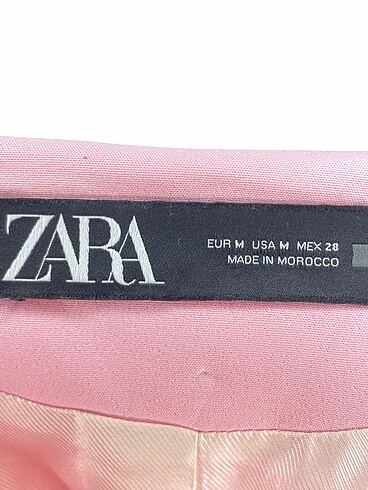 ZARA
EUR M USA M MEX 28
MADE IN MOROCCO